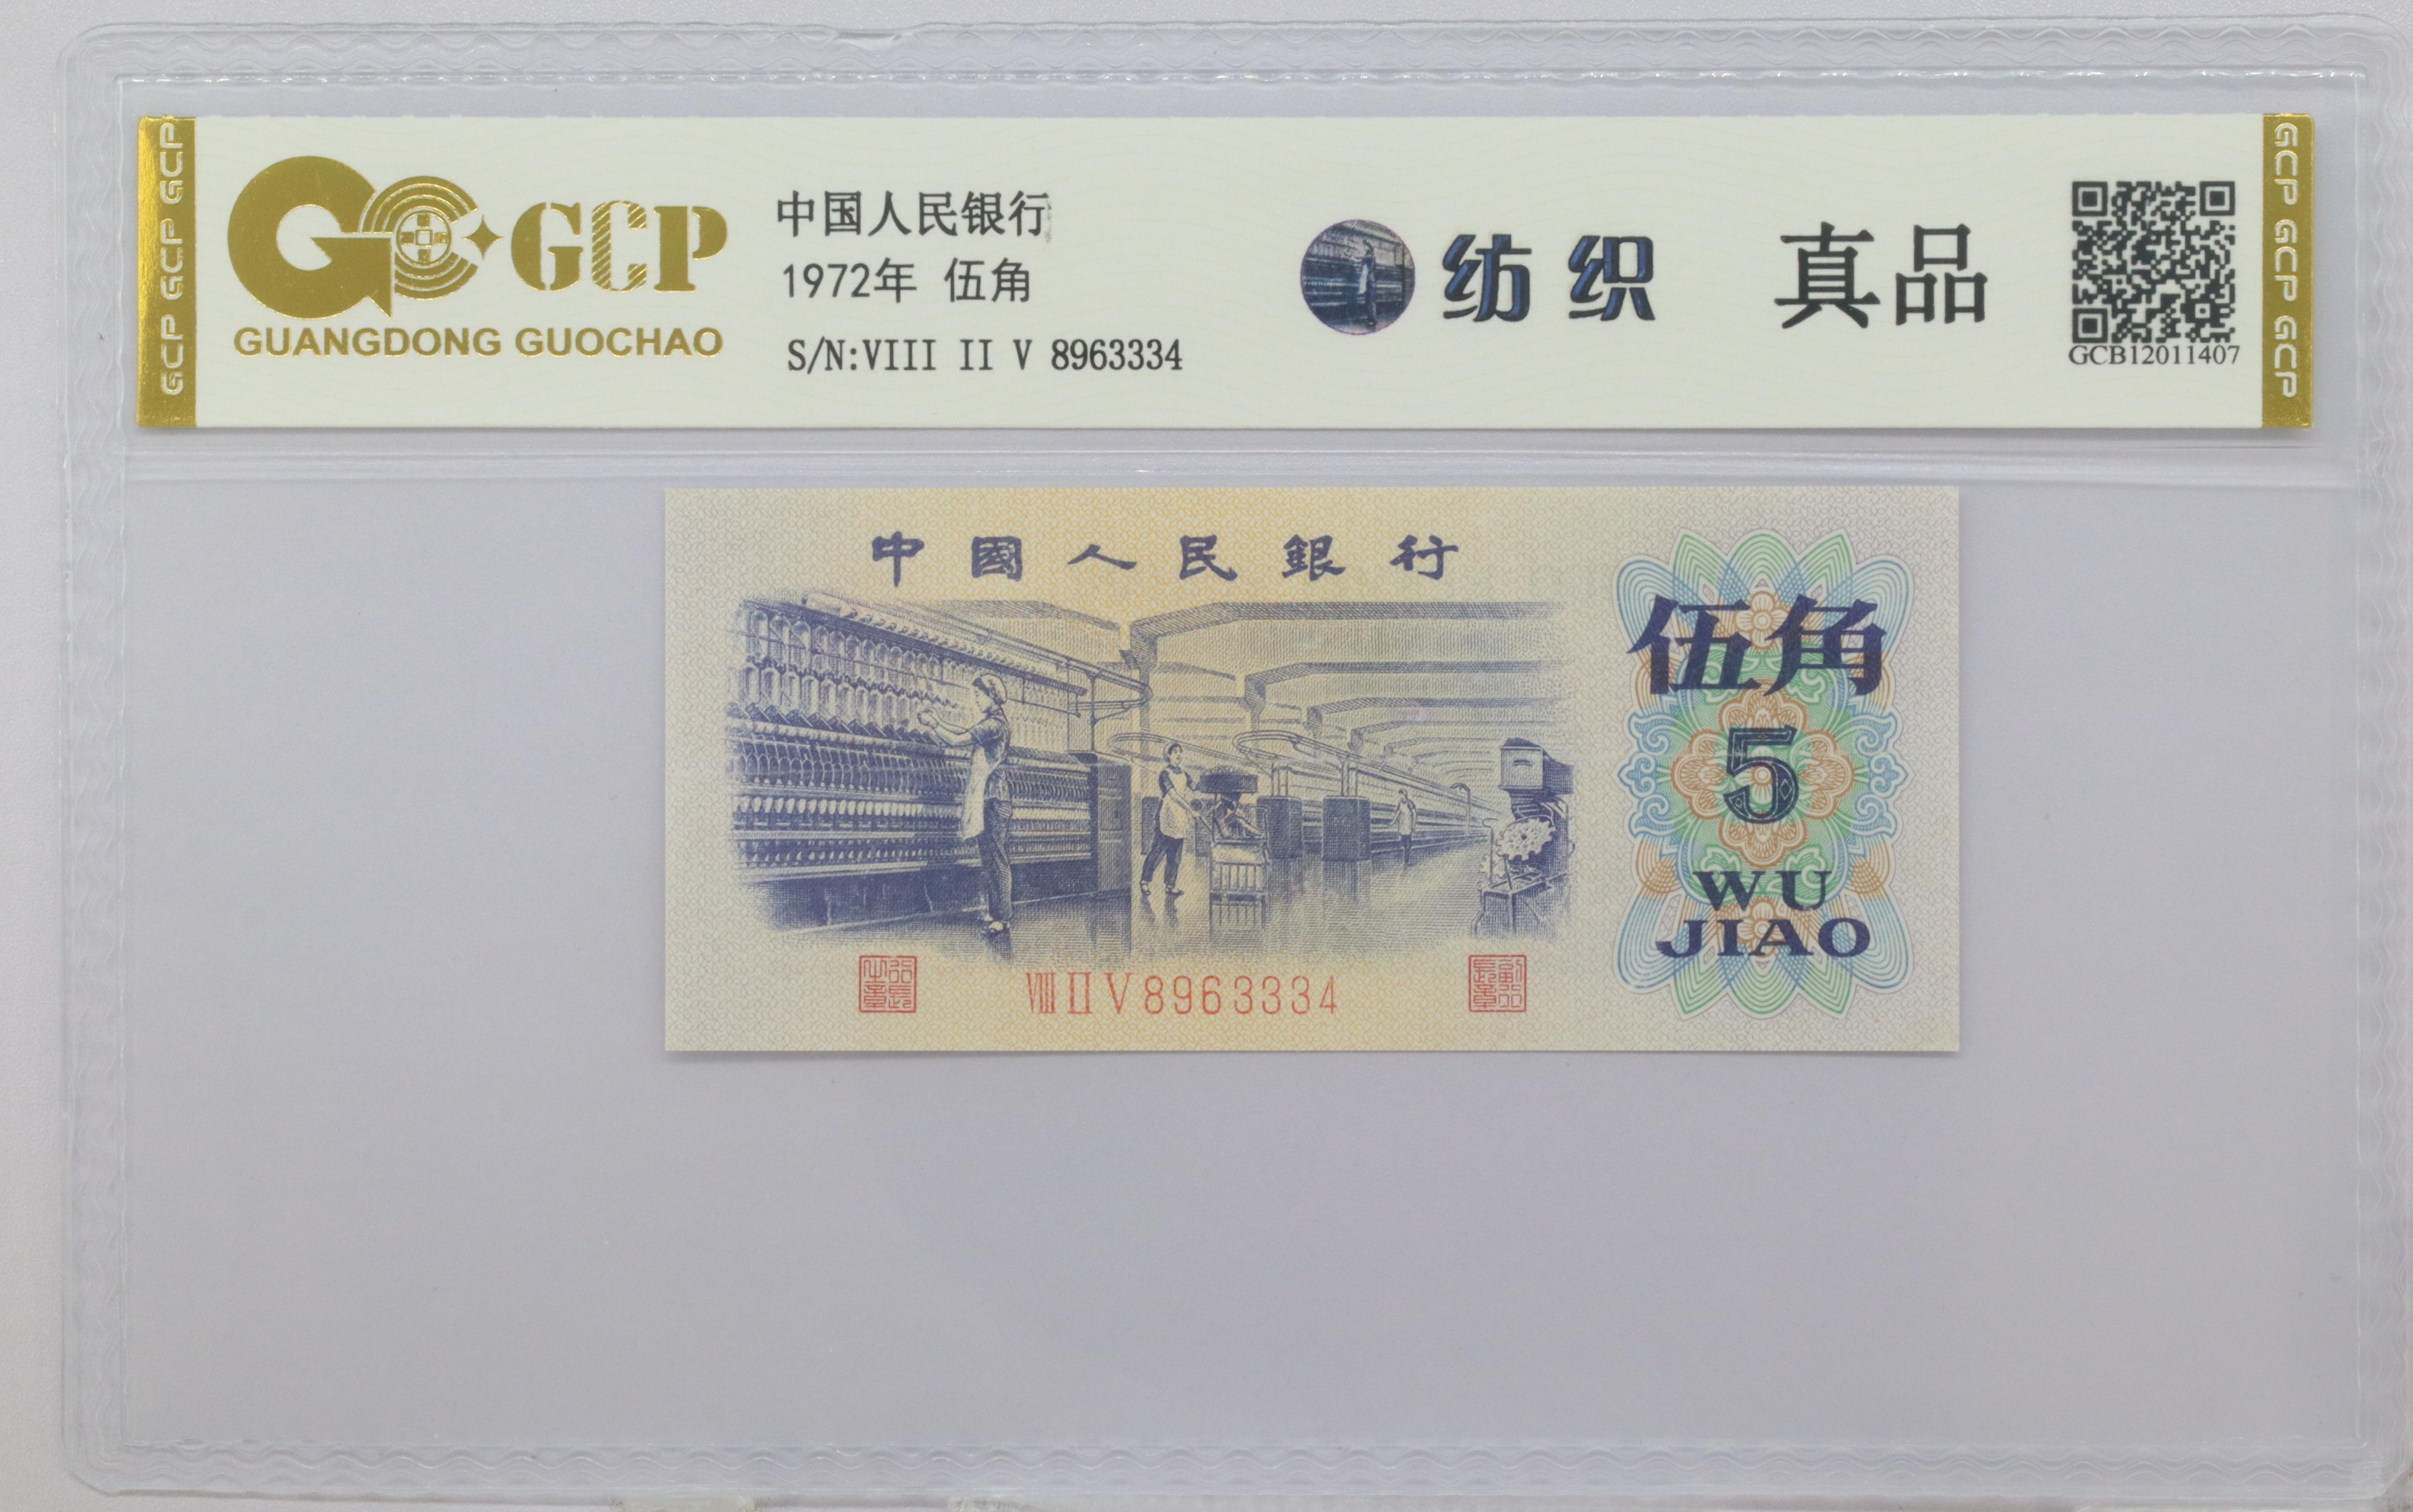 GCP GCP GCP
GCP
GUANGDONG GUOCHAO
中国人民银行
1972年 伍角
S/N:VIII II V 8963334
纺织
真品
GCB12011407
GCP GCP GCP
中國人民銀行
伍角
5
WU
JIAO
VIII II V 8963334